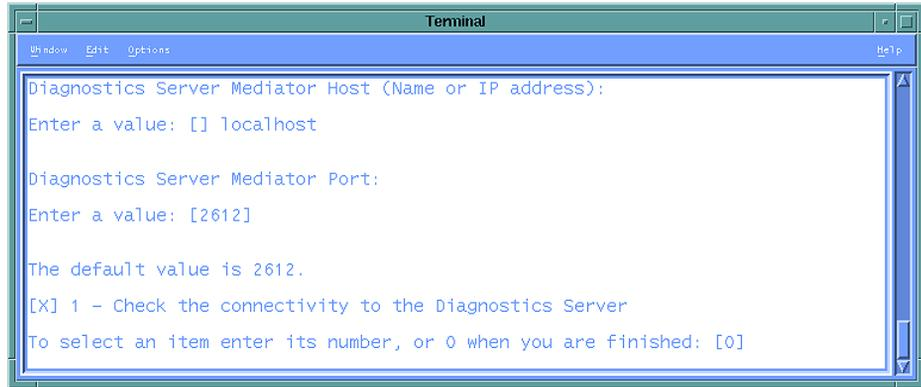 Terminal
Window Edit Options Help
Diagnostics Server Mediator Host (Name or IP address):
Enter a value: [] localhost
Diagnostics Server Mediator Port:
Enter a value: [2612]
The default value is 2612.
[X] 1 – Check the connectivity to the Diagnostics Server
To select an item enter its number, or 0 when you are finished: [0]